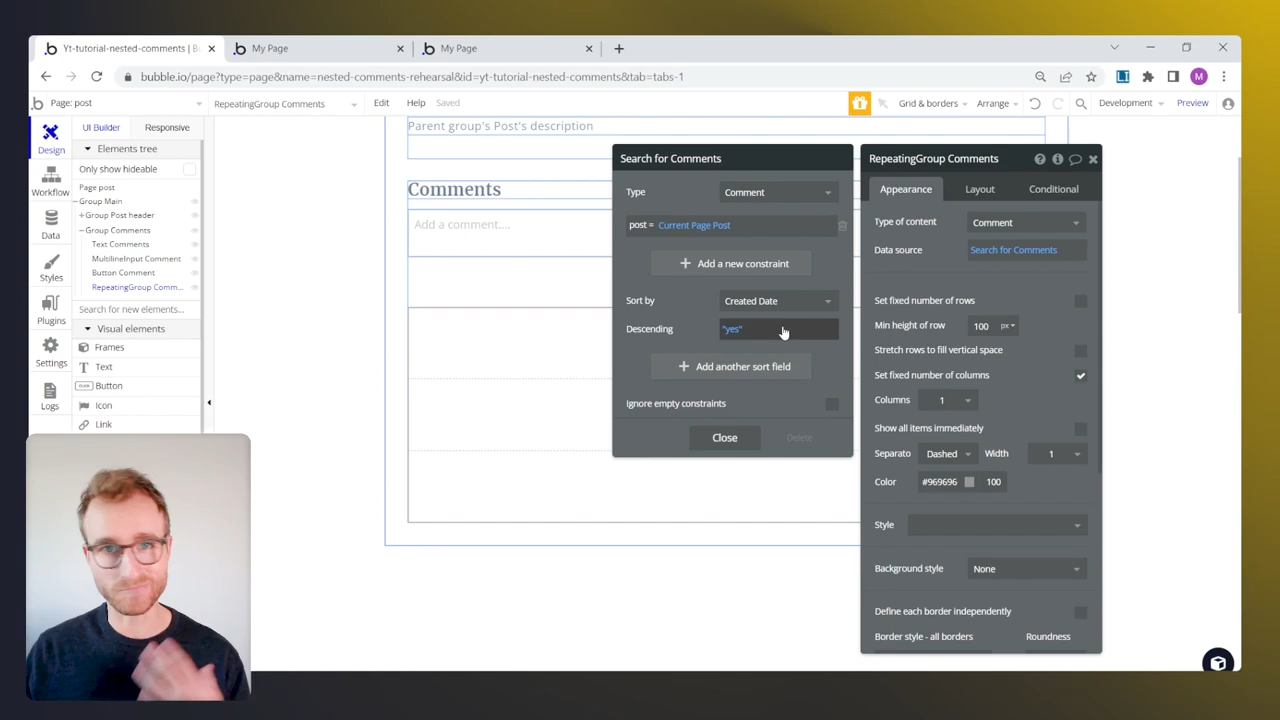 Yt-tutorial-nested-comments | Bu
My Page
My Page
bubble.io/page?type=page&name=nested-comments-rehearsal&id=yt-tutorial-nested-comments&tab=tabs-1
M
Page: post
RepeatingGroup Comments
Edit
Help
Saved
Grid & borders
Arrange
Development
Preview
Design
Workflow
Data
Styles
Plugins
Settings
Logs
UI Builder
Responsive
Elements tree
Only show hideable
Page post
Group Main
Group Post header
Group Comments
Text Comments
MultilineInput Comment
Button Comment
RepeatingGroup Comm...
Search for new elements...
Visual elements
Frames
Text
CLICK
Button
Icon
Link
Parent group's Post's description
Comments
Add a comment....
Search for Comments
Type
Comment
post = Current Page Post
Add a new constraint
Sort by
Created Date
Descending
"yes"
Add another sort field
Ignore empty constraints
Close
Delete
RepeatingGroup Comments
Appearance
Layout
Conditional
Type of content
Comment
Data source
Search for Comments
Set fixed number of rows
Min height of row
100
px
Stretch rows to fill vertical space
Set fixed number of columns
Columns
1
Show all items immediately
Separato
Dashed
Width
1
Color
#969696
100
Style
Background style
None
Define each border independently
Border style - all borders
Roundness